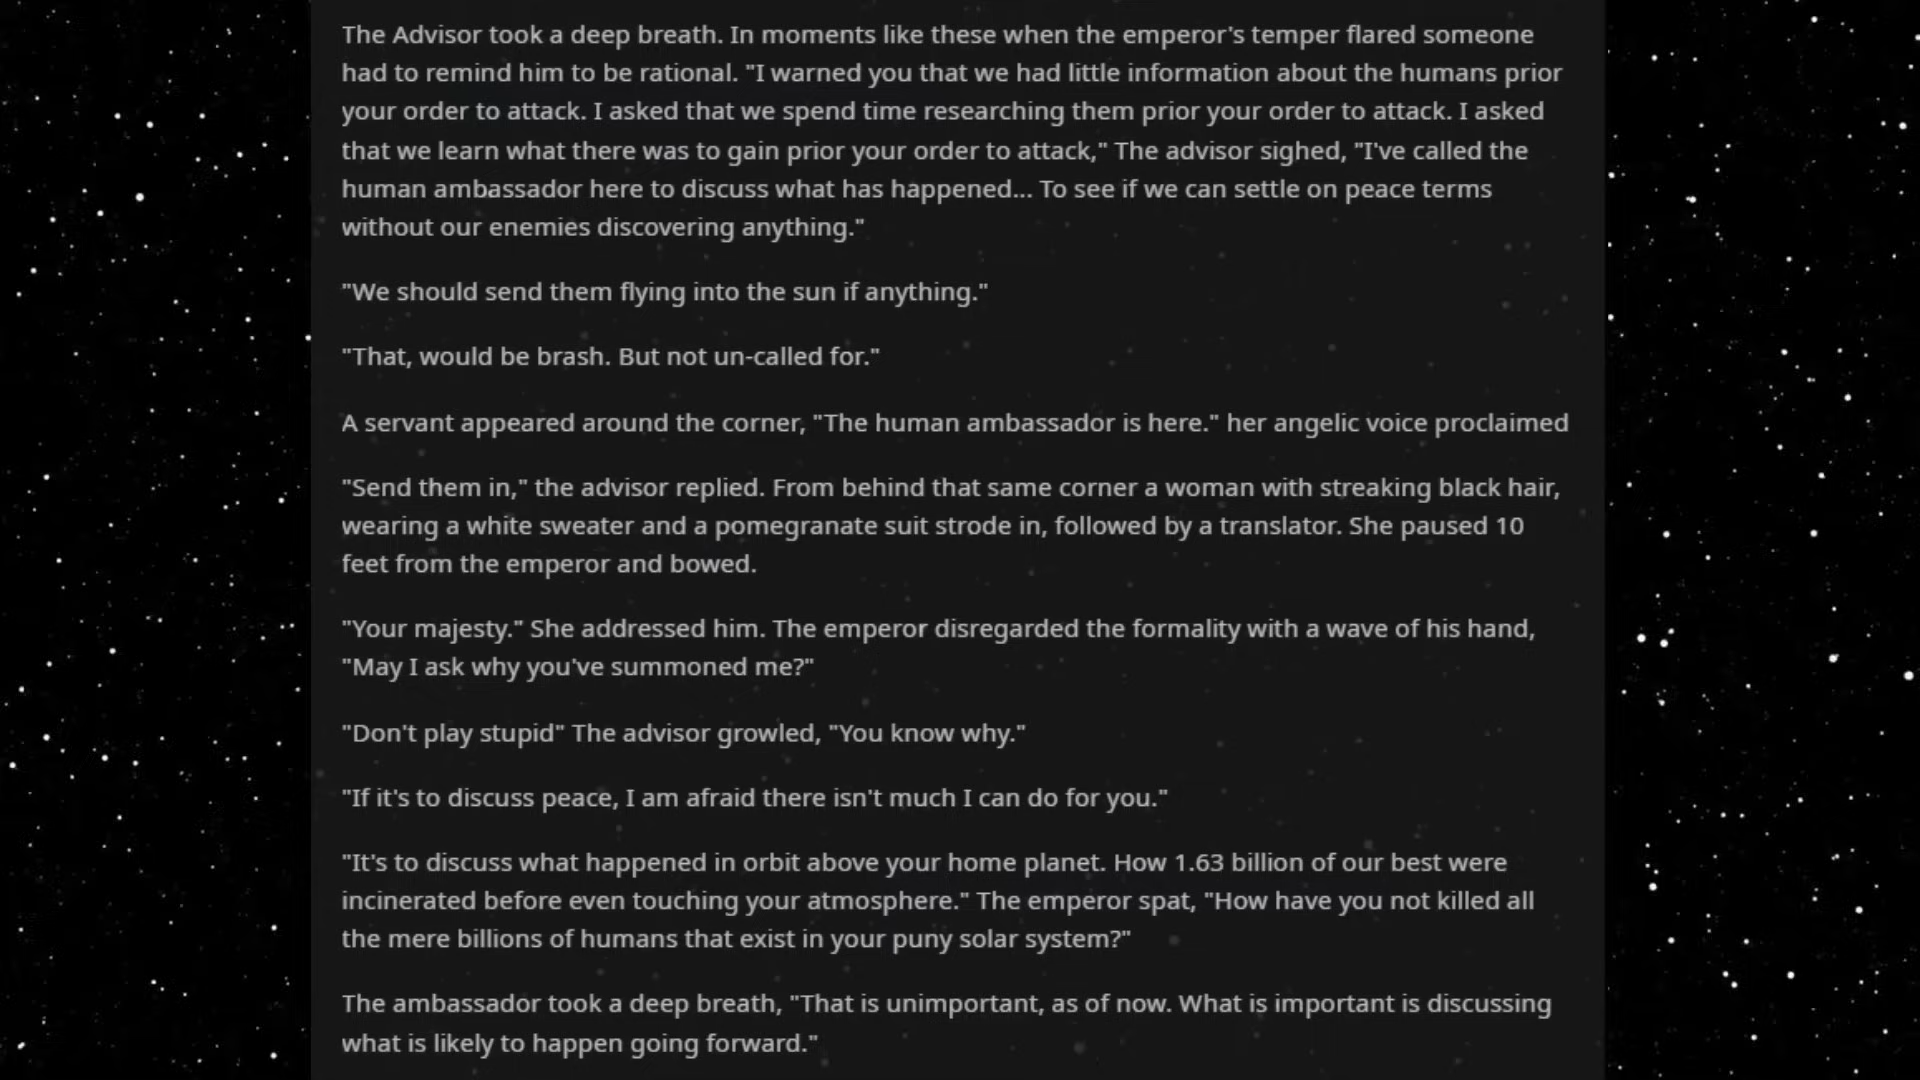 The Advisor took a deep breath. In moments like these when the emperor's temper flared someone
had to remind him to be rational. "I warned you that we had little information about the humans prior
your order to attack. I asked that we spend time researching them prior your order to attack. I asked
that we learn what there was to gain prior your order to attack," The advisor sighed, "I've called the
human ambassador here to discuss what has happened... To see if we can settle on peace terms
without our enemies discovering anything."
"We should send them flying into the sun if anything."
"That, would be brash. But not un-called for."
A servant appeared around the corner, "The human ambassador is here." her angelic voice proclaimed
"Send them in," the advisor replied. From behind that same corner a woman with streaking black hair,
wearing a white sweater and a pomegranate suit strode in, followed by a translator. She paused 10
feet from the emperor and bowed.
"Your majesty." She addressed him. The emperor disregarded the formality with a wave of his hand,
"May I ask why you've summoned me?"
"Don't play stupid" The advisor growled, "You know why."
"If it's to discuss peace, I am afraid there isn't much I can do for you."
"It's to discuss what happened in orbit above your home planet. How 1.63 billion of our best were
incinerated before even touching your atmosphere." The emperor spat, "How have you not killed all
the mere billions of humans that exist in your puny solar system?"
The ambassador took a deep breath, "That is unimportant, as of now. What is important is discussing
what is likely to happen going forward."